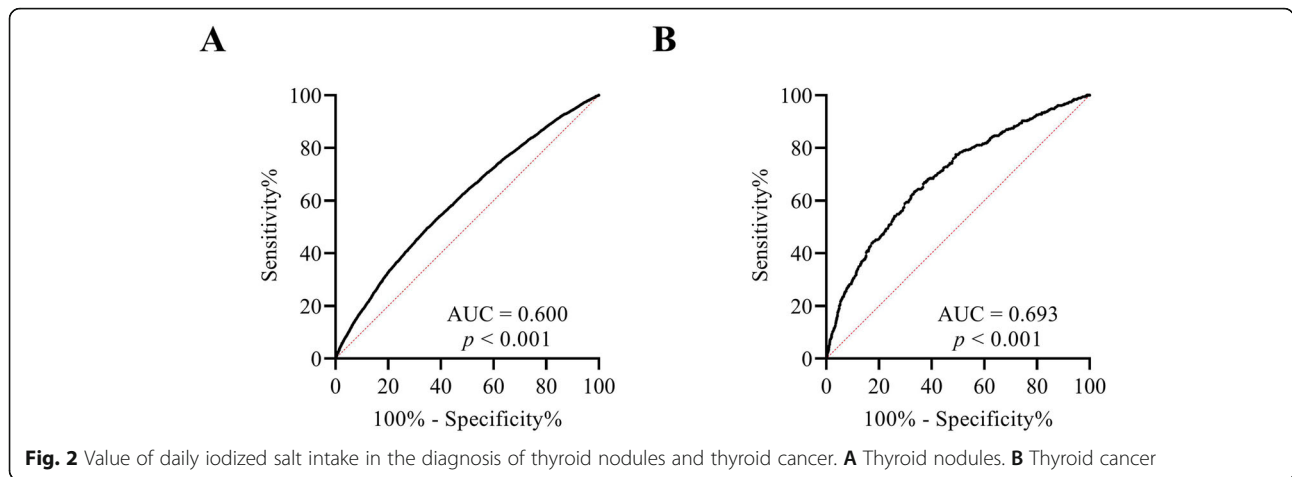 A
B
100
80
60
40
20
0
Sensitivity%
AUC = 0.600
p < 0.001
0 20 40 60 80 100
100% - Specificity%
100
80
60
40
20
0
Sensitivity%
AUC = 0.693
p < 0.001
0 20 40 60 80 100
100% - Specificity%
Fig. 2 Value of daily iodized salt intake in the diagnosis of thyroid nodules and thyroid cancer. A Thyroid nodules. B Thyroid cancer